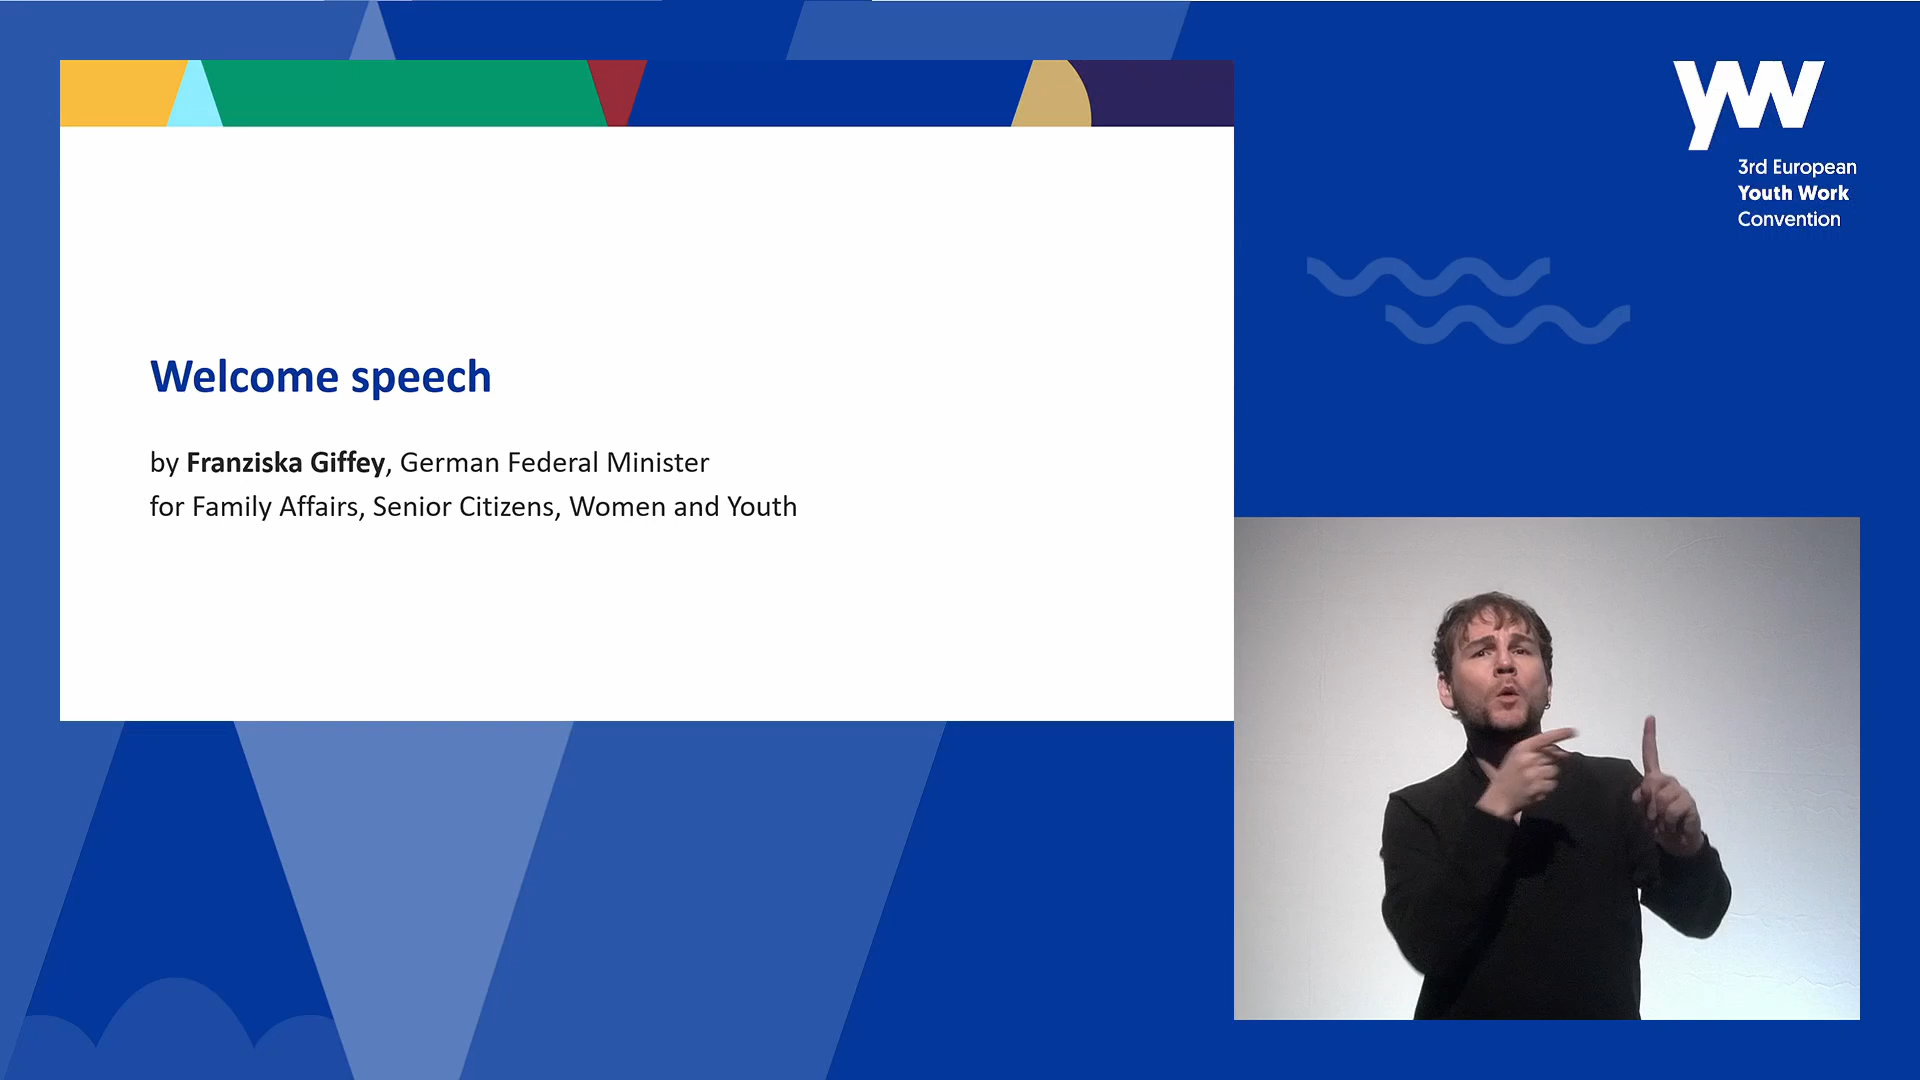 Welcome speech
by Franziska Giffey, German Federal Minister
for Family Affairs, Senior Citizens, Women and Youth
yw
3rd European
Youth Work
Convention